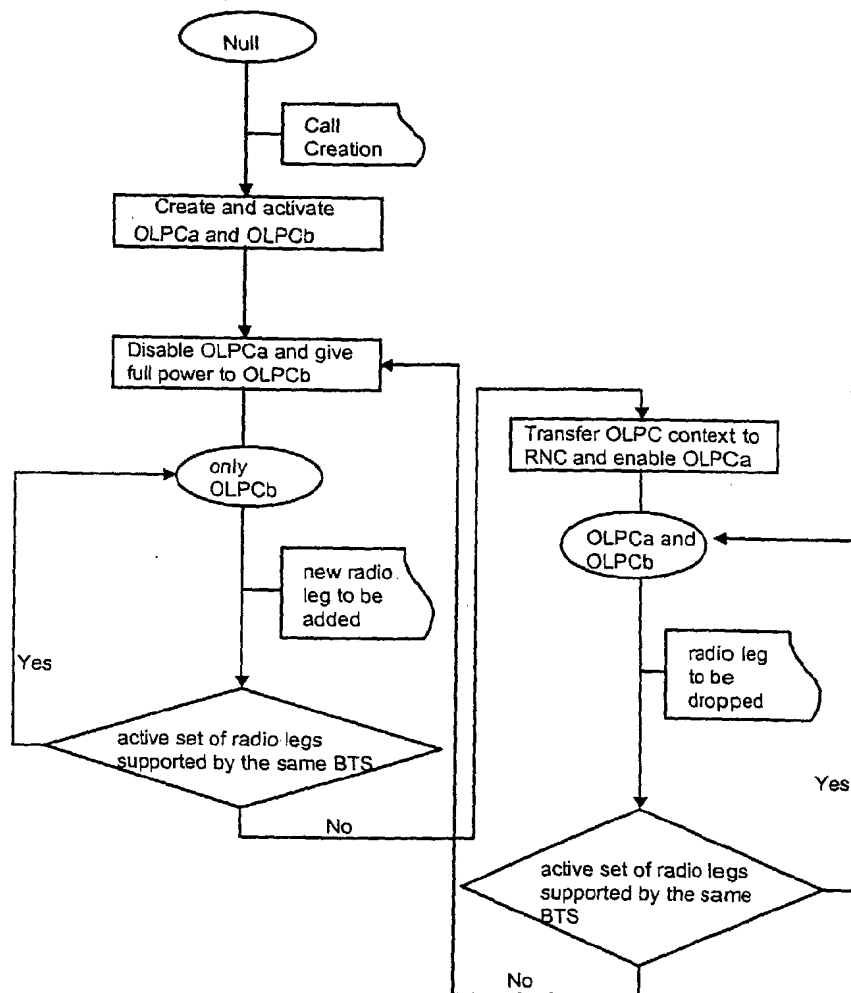 Null
Call
Creation
Create and activate
OLPCa and OLPCb
Disable OLPCa and give
full power to OLPCb
only
OLPCb
new radio
leg to be
added
Yes
active set of radio legs
supported by the same BTS
No
Transfer OLPC context to
RNC and enable OLPCa
OLPCa and
OLPCb
radio leg
to be
dropped
Yes
active set of radio legs
supported by the same
BTS
No